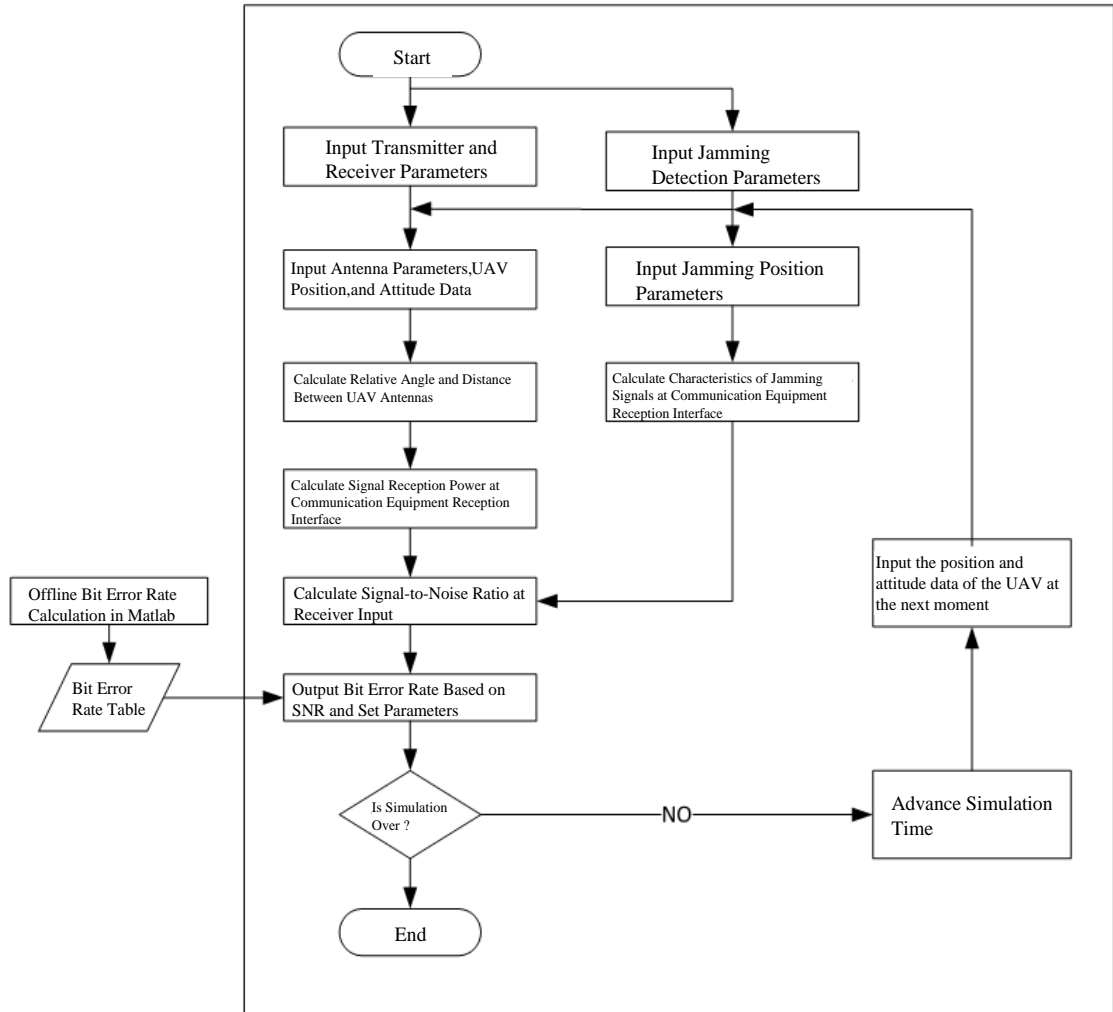 Start
Input Transmitter and
Receiver Parameters
Input Jamming
Detection Parameters
Input Antenna Parameters,UAV
Position,and Attitude Data
Input Jamming Position
Parameters
Calculate Relative Angle and Distance
Between UAV Antennas
Calculate Characteristics of Jamming
Signals at Communication Equipment
Reception Interface
Calculate Signal Reception Power at
Communication Equipment Reception
Interface
Input the position and
attitude data of the UAV at
the next moment
Offline Bit Error Rate
Calculation in Matlab
Calculate Signal-to-Noise Ratio at
Receiver Input
Bit Error
Rate Table
Output Bit Error Rate Based on
SNR and Set Parameters
Is Simulation
Over ?
NO
Advance Simulation
Time
End